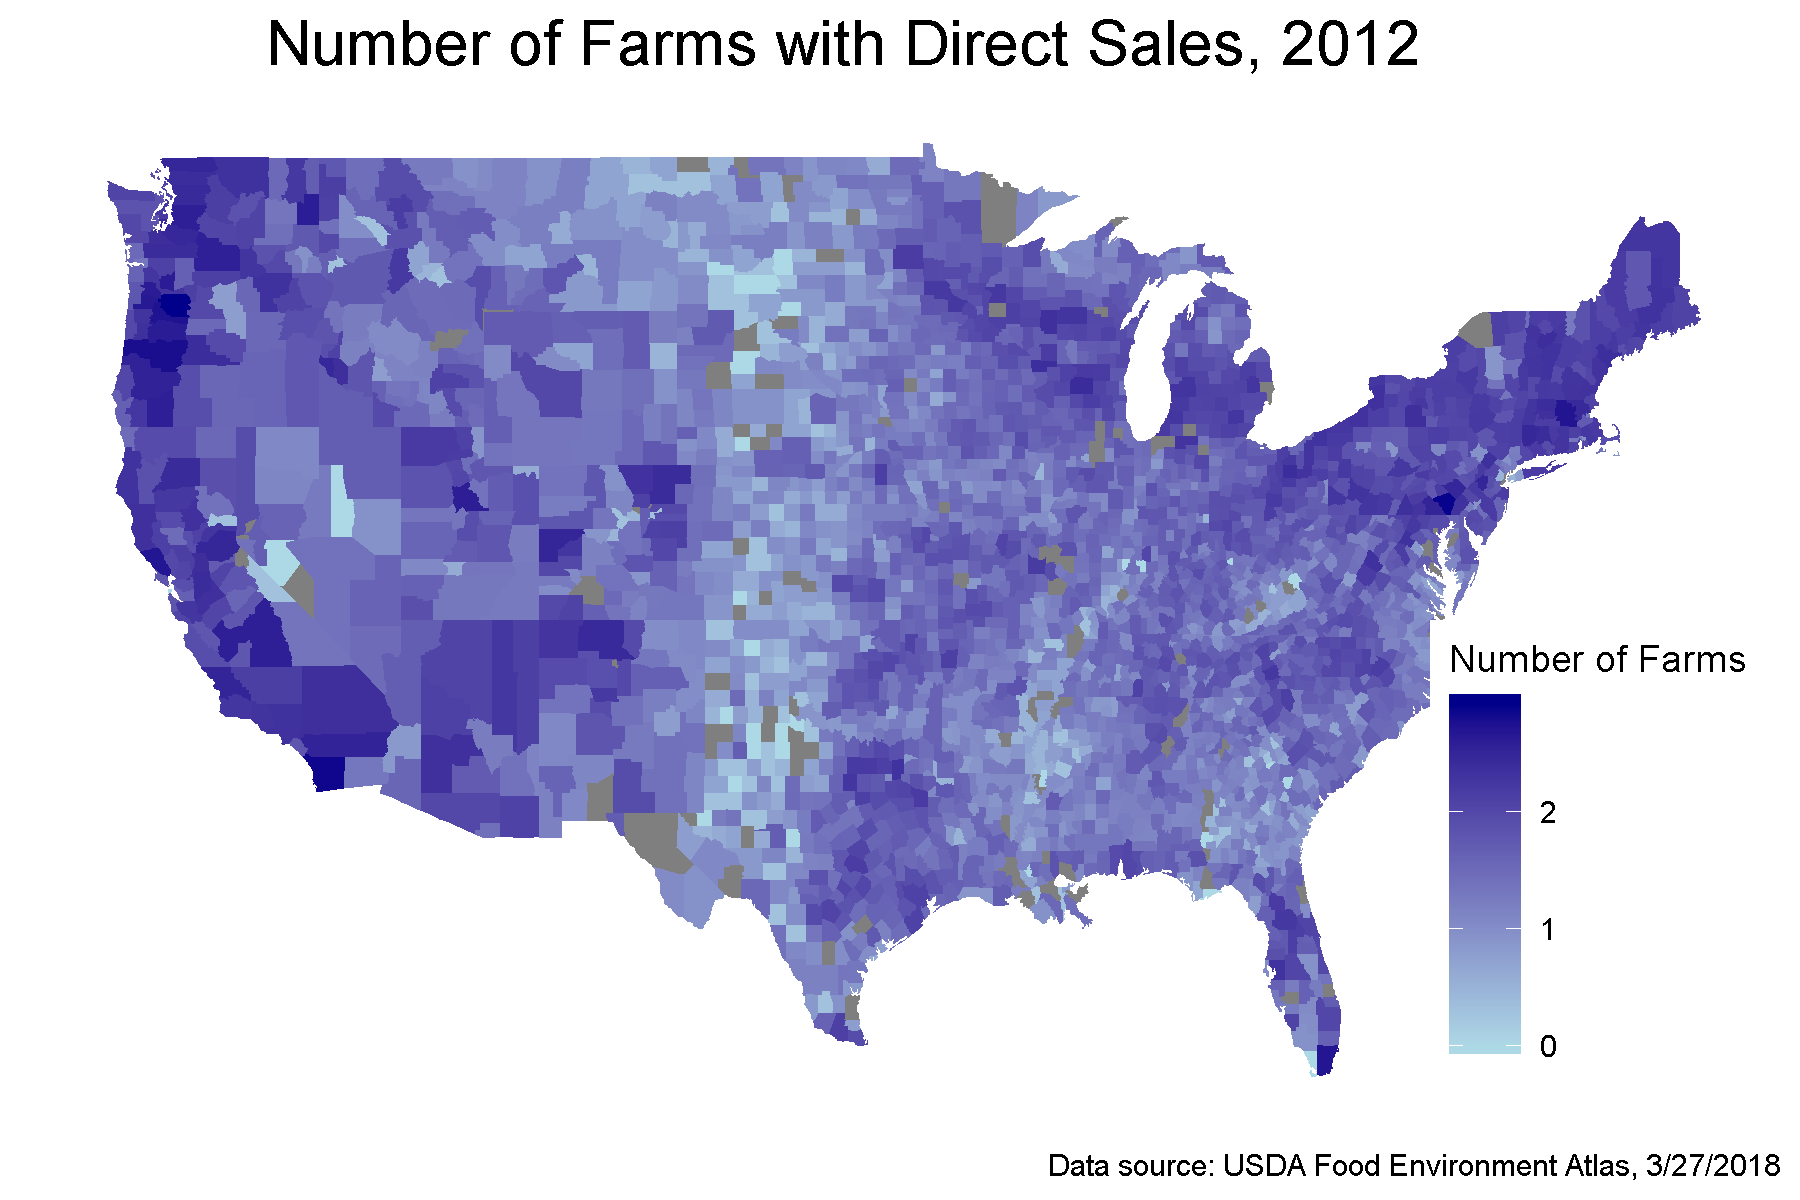 Number of Farms with Direct Sales, 2012
Number of Farms
2
1
0
Data source: USDA Food Environment Atlas, 3/27/2018